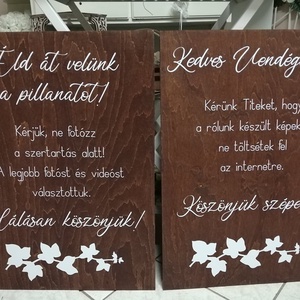 Éld át velünk
a pillanatot!
Kérjük, ne fotózz
a szertartás alatt!
A legjobb fotóst és videóst
választottuk.
Hálásan köszönjük!
Kedves Vendég
Kérünk Titeket, hogy
a rólunk készült képek
ne töltsétek fel
az internetre.
Köszönjük szépe